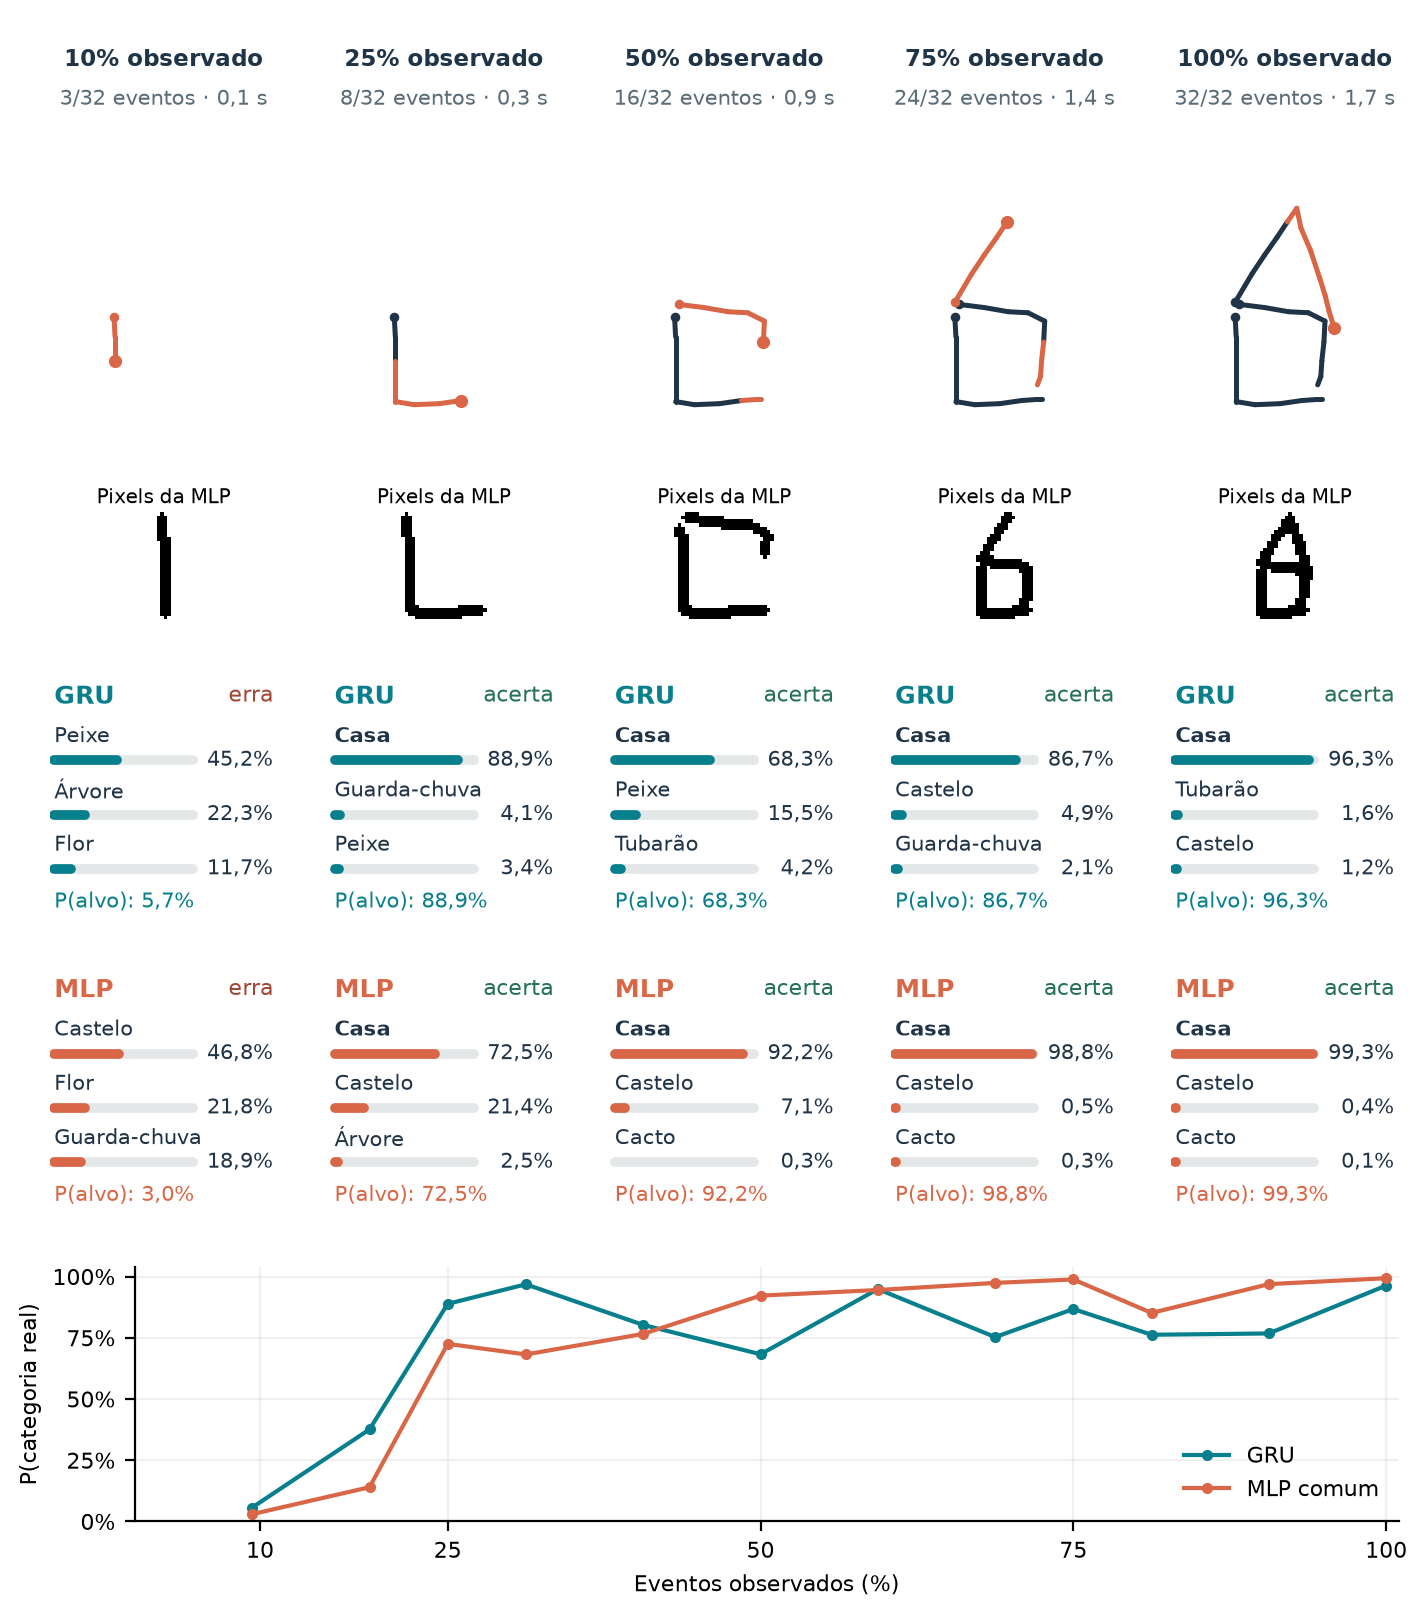 10% observado
25% observado
50% observado
75% observado
100% observado
3/32 eventos · 0,1 s
8/32 eventos · 0,3 s
16/32 eventos · 0,9 s
24/32 eventos · 1,4 s
32/32 eventos · 1,7 s
Pixels da MLP
Pixels da MLP
Pixels da MLP
Pixels da MLP
Pixels da MLP
GRU erra
Peixe
45,2%
Árvore
22,3%
Flor
11,7%
P(alvo): 5,7%
GRU acerta
Casa
88,9%
Guarda-chuva
4,1%
Peixe
3,4%
P(alvo): 88,9%
GRU acerta
Casa
68,3%
Peixe
15,5%
Tubarão
4,2%
P(alvo): 68,3%
GRU acerta
Casa
86,7%
Castelo
4,9%
Guarda-chuva
2,1%
P(alvo): 86,7%
GRU acerta
Casa
96,3%
Tubarão
1,6%
Castelo
1,2%
P(alvo): 96,3%
MLP erra
Castelo
46,8%
Flor
21,8%
Guarda-chuva
18,9%
P(alvo): 3,0%
MLP acerta
Casa
72,5%
Castelo
21,4%
Árvore
2,5%
P(alvo): 72,5%
MLP acerta
Casa
92,2%
Castelo
7,1%
Cacto
0,3%
P(alvo): 92,2%
MLP acerta
Casa
98,8%
Castelo
0,5%
Cacto
0,3%
P(alvo): 98,8%
MLP acerta
Casa
99,3%
Castelo
0,4%
Cacto
0,1%
P(alvo): 99,3%
P(categoria real)
100%
75%
50%
25%
0%
GRU
MLP comum
10
25
50
75
100
Eventos observados (%)